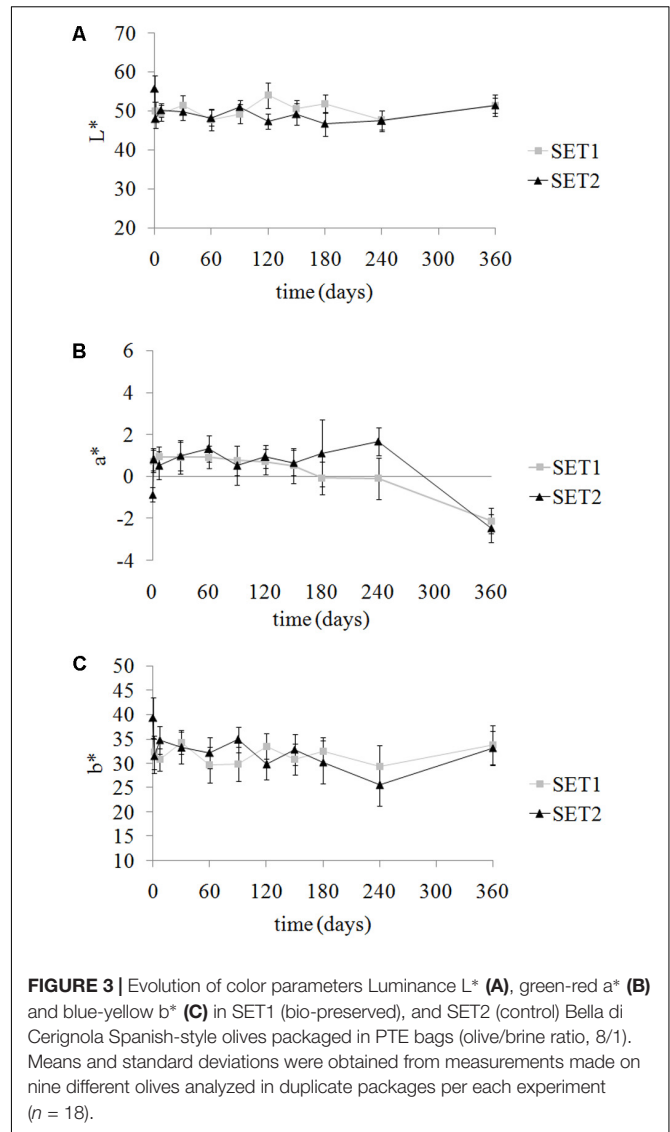 A
70
60
50
40
30
20
L*
0 60 120 180 240 300 360
time (days)
SET1
SET2
B
6
4
2
0
-2
-4
a*
0 60 120 180 240 300 360
time (days)
SET1
SET2
C
50
45
40
35
30
25
20
15
10
b*
0 60 120 180 240 300 360
time (days)
SET1
SET2
FIGURE 3 | Evolution of color parameters Luminance L* (A), green-red a* (B)
and blue-yellow b* (C) in SET1 (bio-preserved), and SET2 (control) Bella di
Cerignola Spanish-style olives packaged in PTE bags (olive/brine ratio, 8/1).
Means and standard deviations were obtained from measurements made on
nine different olives analyzed in duplicate packages per each experiment
(n = 18).